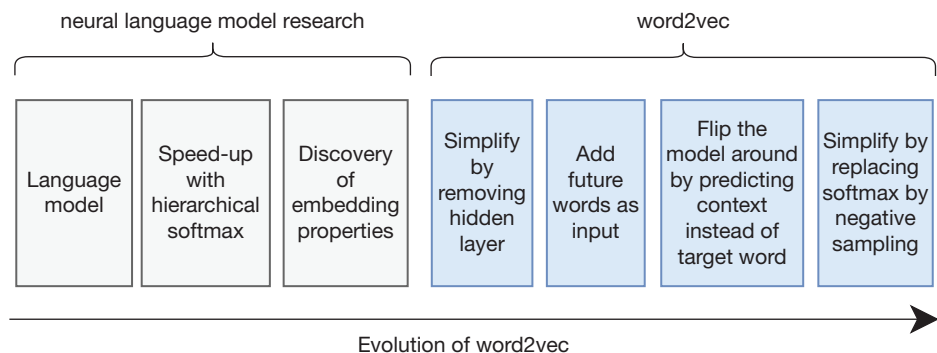 neural language model research
word2vec
Language
model
Speed-up
with
hierarchical
softmax
Discovery
of
embedding
properties
Simplify
by
removing
hidden
layer
Add
future
words as
input
Flip the
model around
by predicting
context
instead of
target word
Simplify by
replacing
softmax by
negative
sampling
Evolution of word2vec